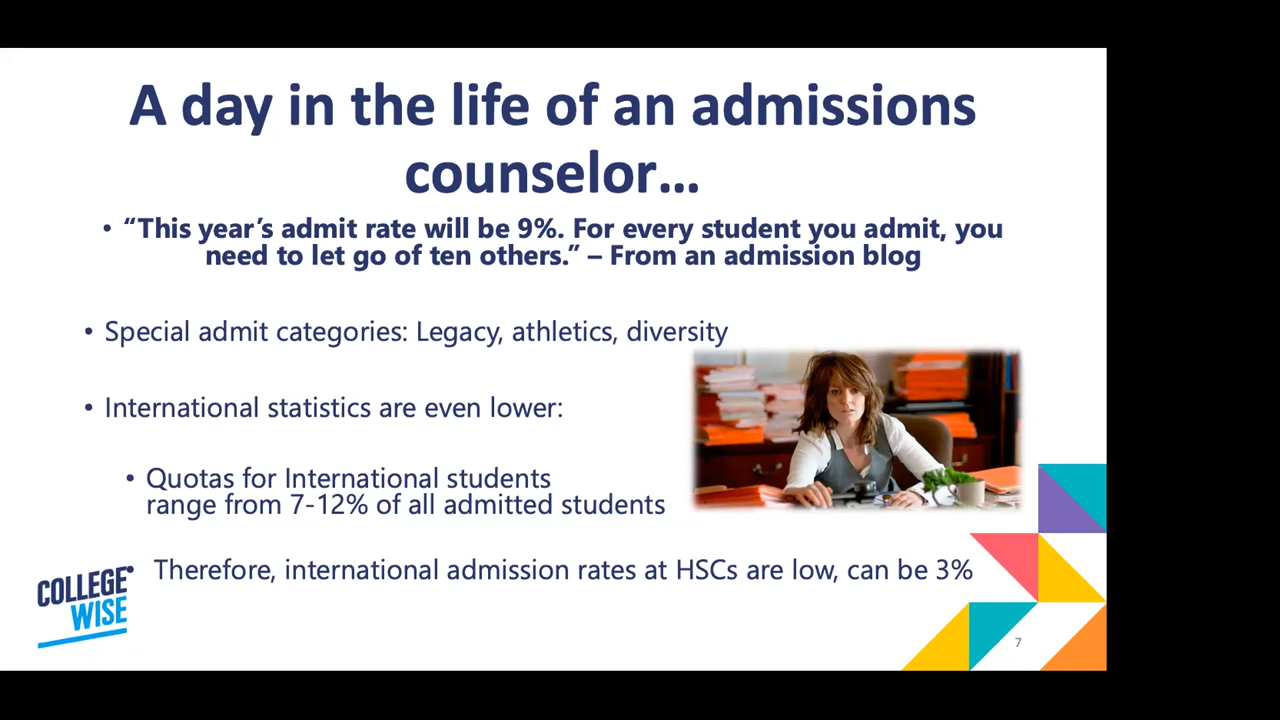 A day in the life of an admissions
counselor…
• “This year’s admit rate will be 9%. For every student you admit, you
need to let go of ten others.” – From an admission blog
• Special admit categories: Legacy, athletics, diversity
• International statistics are even lower:
• Quotas for International students
range from 7-12% of all admitted students
• Therefore, international admission rates at HSCs are low, can be 3%
COLLEGE
WISE
7